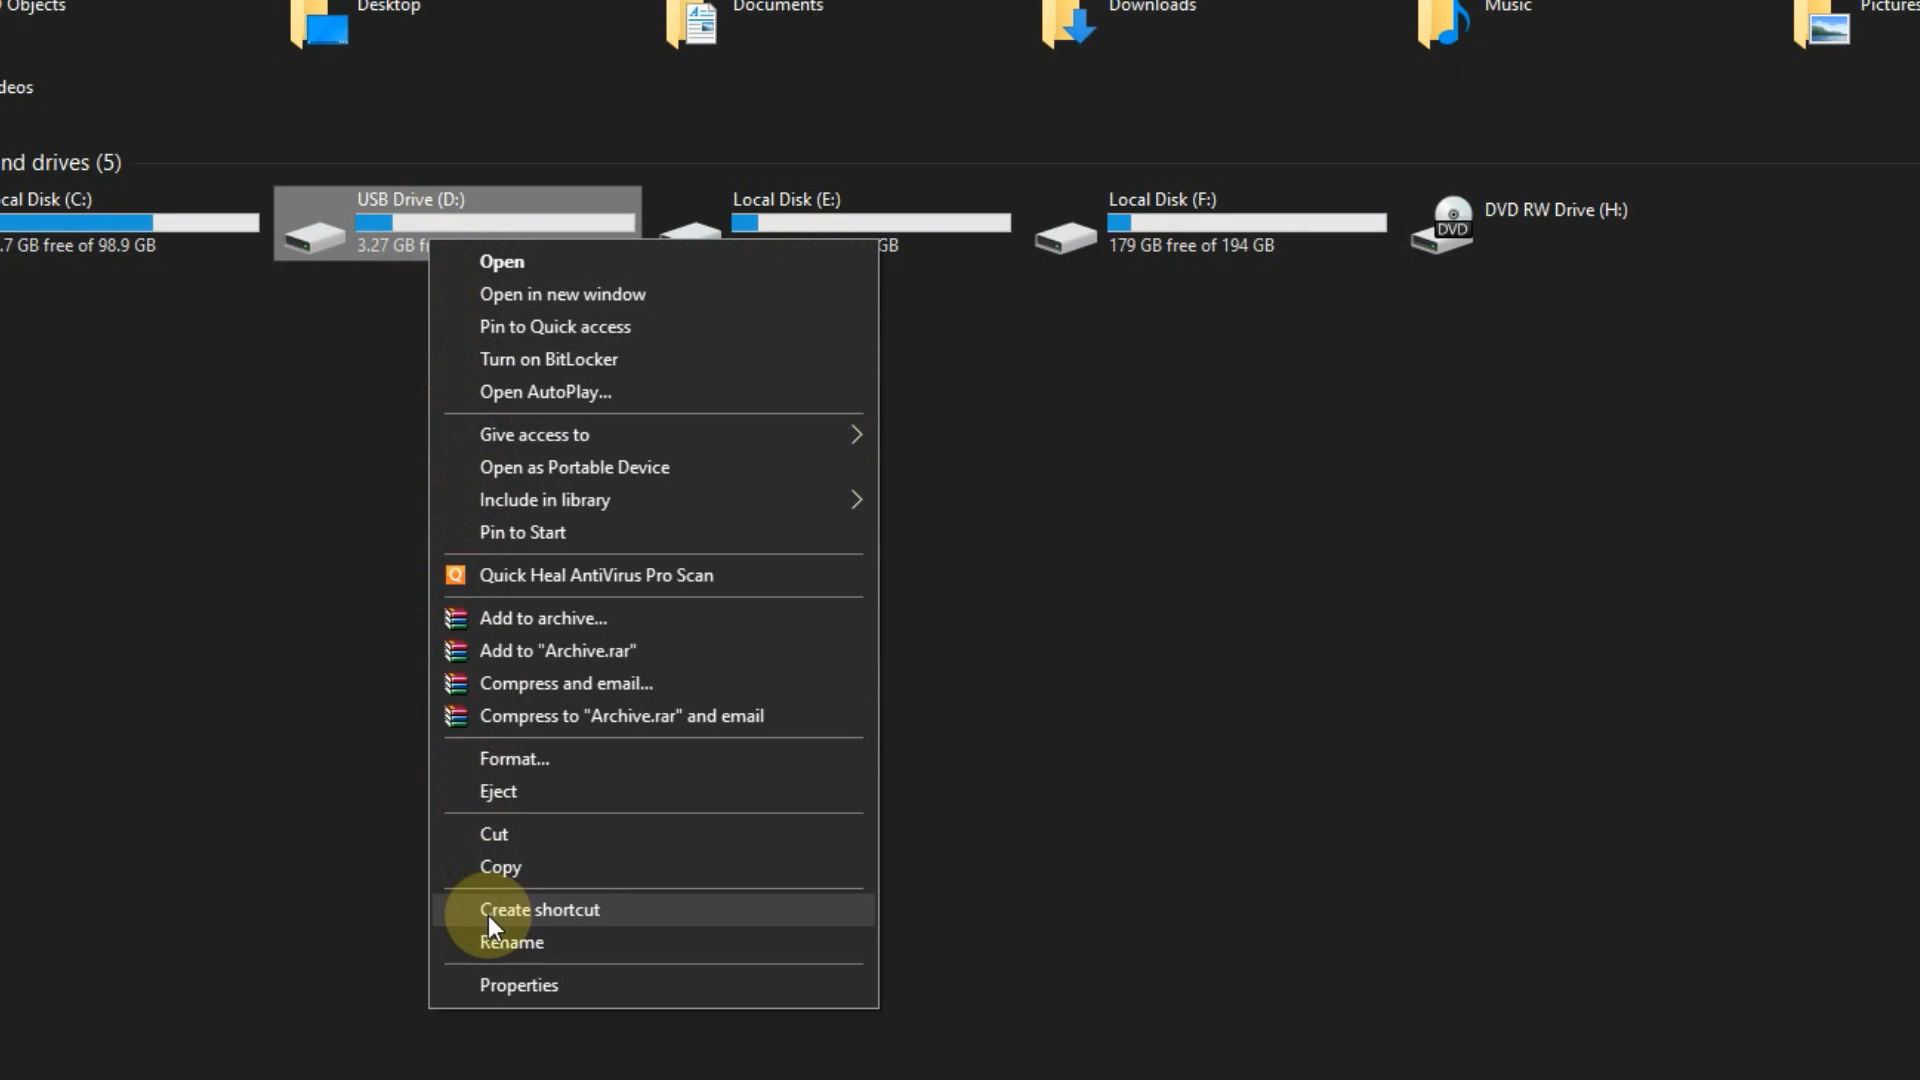 Objects
Desktop
Documents
Downloads
Music
Pictures
deos
nd drives (5)
cal Disk (C:)
.7 GB free of 98.9 GB
USB Drive (D:)
3.27 GB f
Local Disk (E:)
GB
Local Disk (F:)
179 GB free of 194 GB
DVD RW Drive (H:)
DVD
Open
Open in new window
Pin to Quick access
Turn on BitLocker
Open AutoPlay...
Give access to
Open as Portable Device
Include in library
Pin to Start
Q Quick Heal AntiVirus Pro Scan
Add to archive...
Add to "Archive.rar"
Compress and email...
Compress to "Archive.rar" and email
Format...
Eject
Cut
Copy
Create shortcut
Rename
Properties